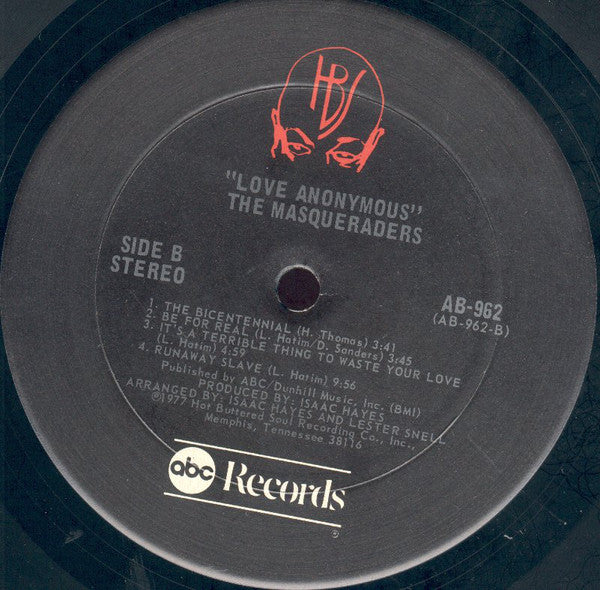 HBS
"LOVE ANONYMOUS"
THE MASQUERADERS
SIDE B
STEREO
AB-962
(AB-962-B)
1. THE BICENTENNIAL (H. Thomas) 3:41
2. BE FOR REAL (L. Hatim/D. Sanders) 3:45
3. IT'S A TERRIBLE THING TO WASTE YOUR LOVE
(L. Hatim) 4:59
4. RUNAWAY SLAVE (L. Hatim) 9:56
Published by ABC/Dunhill Music, Inc. (BMI)
PRODUCED BY: ISAAC HAYES
ARRANGED BY: ISAAC HAYES AND LESTER SNELL
℗1977 Hot Buttered Soul Recording Co., Inc.,
Memphis, Tennessee 38116
abc Records
®